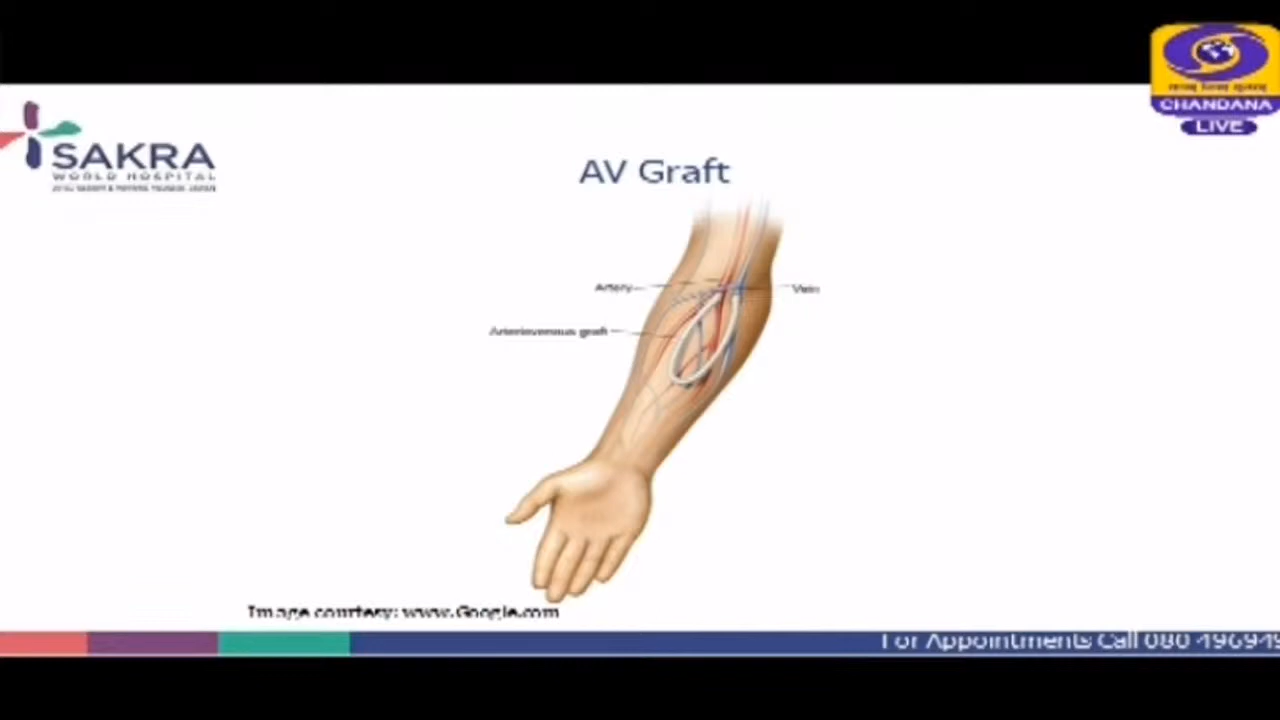 CHANDANA
LIVE
SAKRA
WORLD HOSPITAL
AV Graft
Artery
Vein
Arteriovenous graft
Image courtesy: www.Google.com
For Appointments Call 080 496949